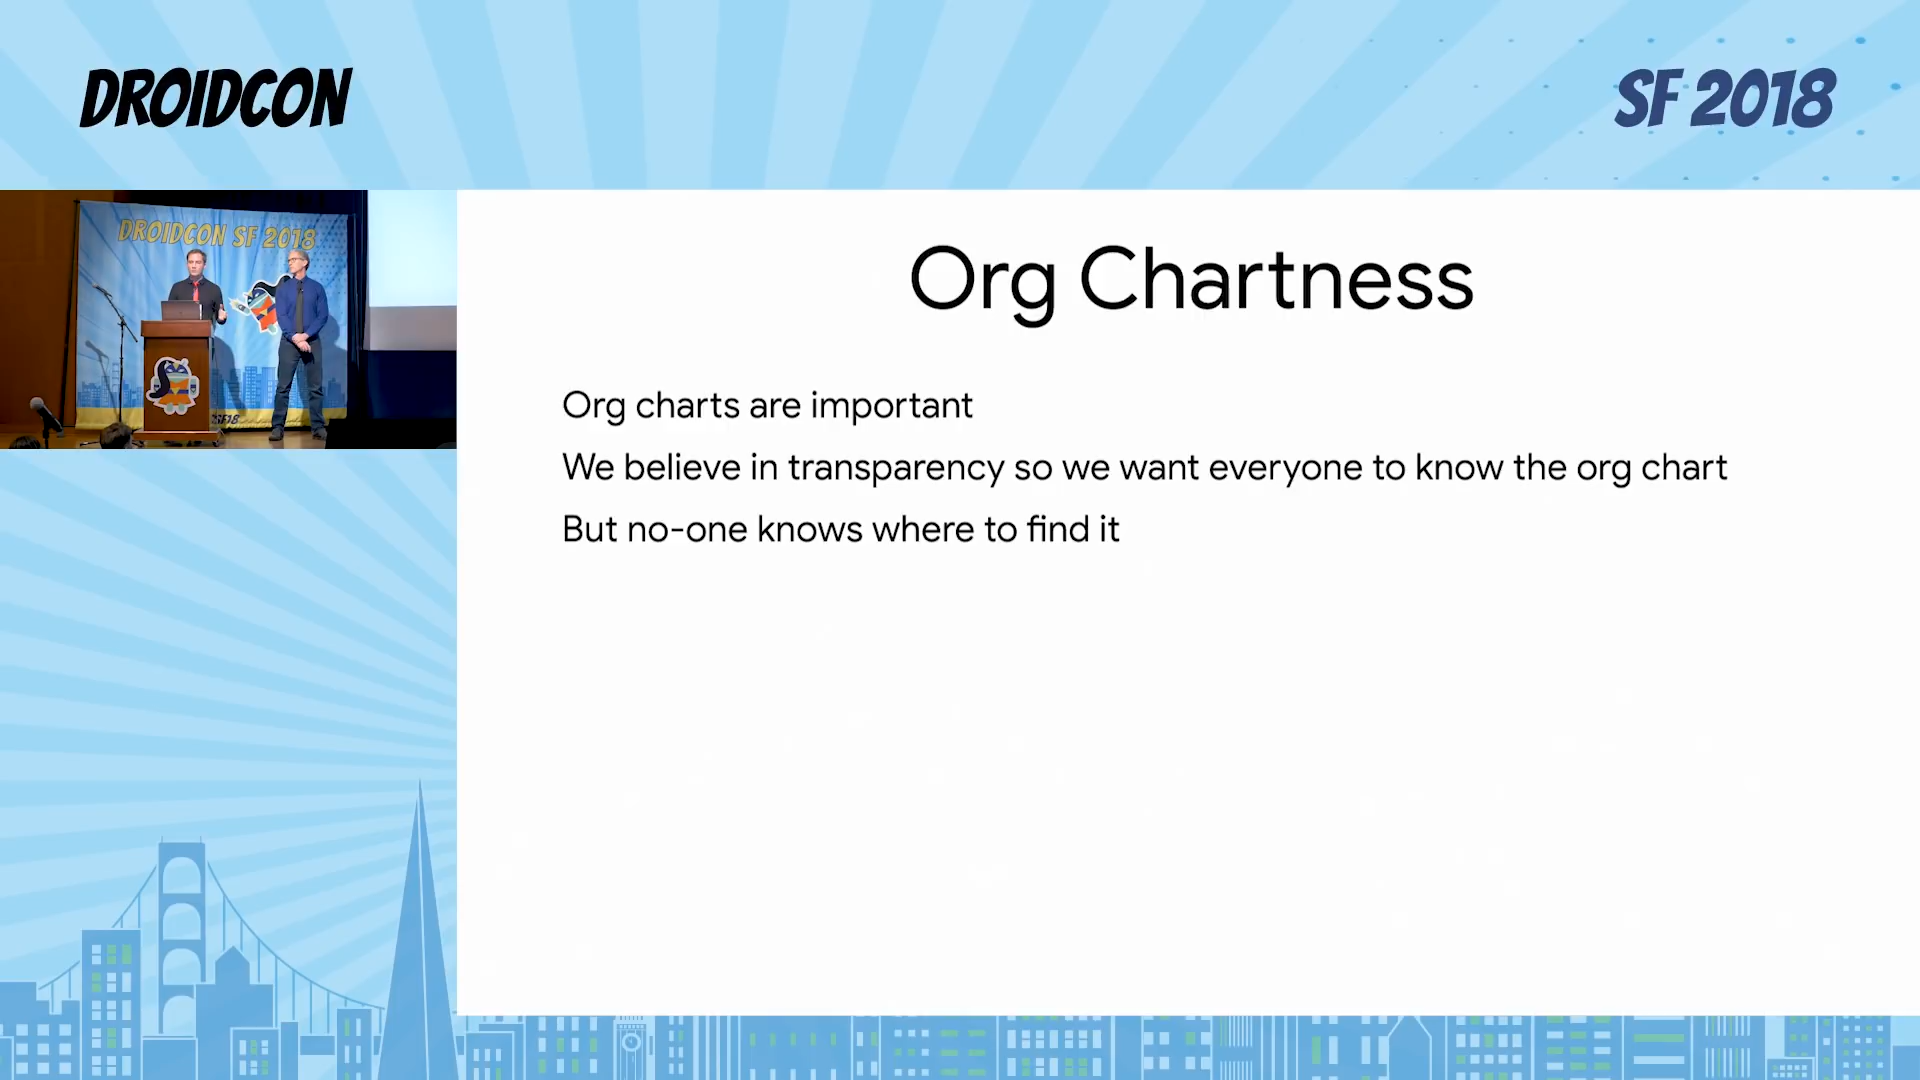 DROIDCON
SF 2018
DROIDCON SF 2018
Org Chartness
Org charts are important
We believe in transparency so we want everyone to know the org chart
But no-one knows where to find it